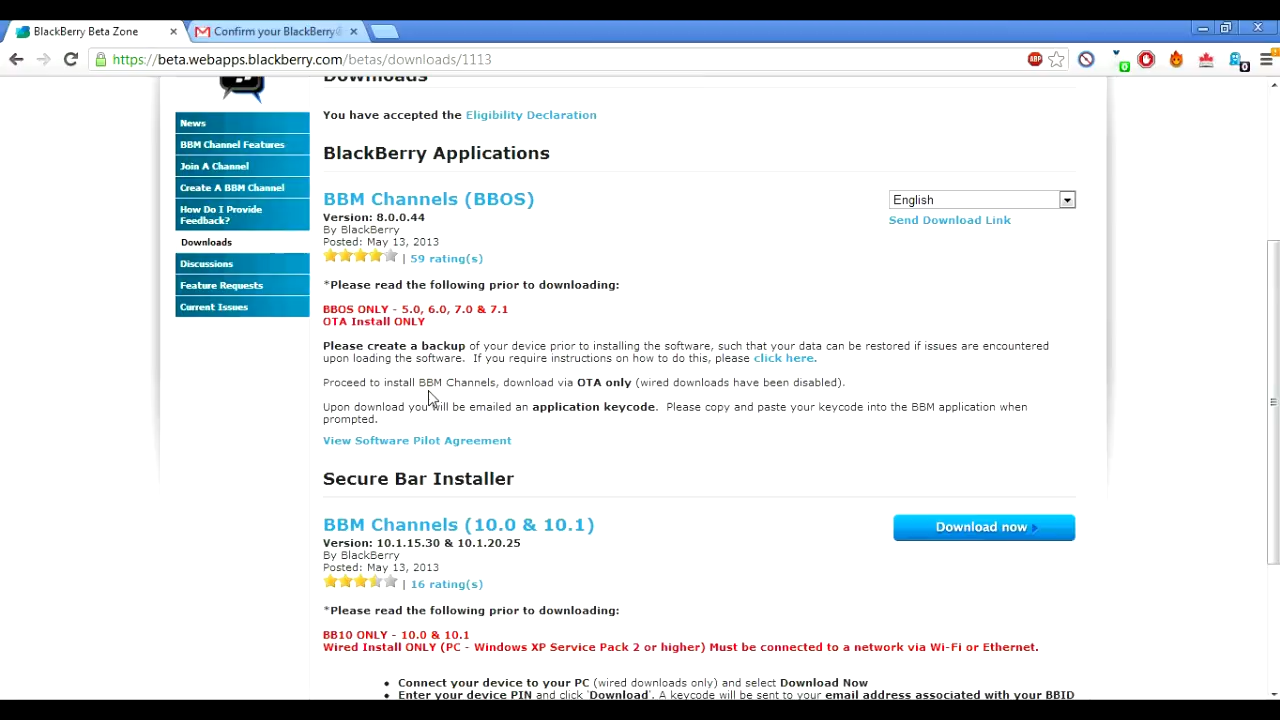 BlackBerry Beta Zone
Confirm your BlackBerry®
https://beta.webapps.blackberry.com/betas/downloads/1113
ABP
0
0
Downloads
News
BBM Channel Features
Join A Channel
Create A BBM Channel
How Do I Provide
Feedback?
Downloads
Discussions
Feature Requests
Current Issues
You have accepted the Eligibility Declaration
BlackBerry Applications
BBM Channels (BBOS)
English
Version: 8.0.0.44
Send Download Link
By BlackBerry
Posted: May 13, 2013
| 59 rating(s)
*Please read the following prior to downloading:
BBOS ONLY - 5.0, 6.0, 7.0 & 7.1
OTA Install ONLY
Please create a backup of your device prior to installing the software, such that your data can be restored if issues are encountered
upon loading the software. If you require instructions on how to do this, please click here.
Proceed to install BBM Channels, download via OTA only (wired downloads have been disabled).
Upon download you will be emailed an application keycode. Please copy and paste your keycode into the BBM application when
prompted.
View Software Pilot Agreement
Secure Bar Installer
BBM Channels (10.0 & 10.1)
Download now
Version: 10.1.15.30 & 10.1.20.25
By BlackBerry
Posted: May 13, 2013
| 16 rating(s)
*Please read the following prior to downloading:
BB10 ONLY - 10.0 & 10.1
Wired Install ONLY (PC - Windows XP Service Pack 2 or higher) Must be connected to a network via Wi-Fi or Ethernet.
• Connect your device to your PC (wired downloads only) and select Download Now
• Enter your device PIN and click 'Download'. A keycode will be sent to your email address associated with your BBID